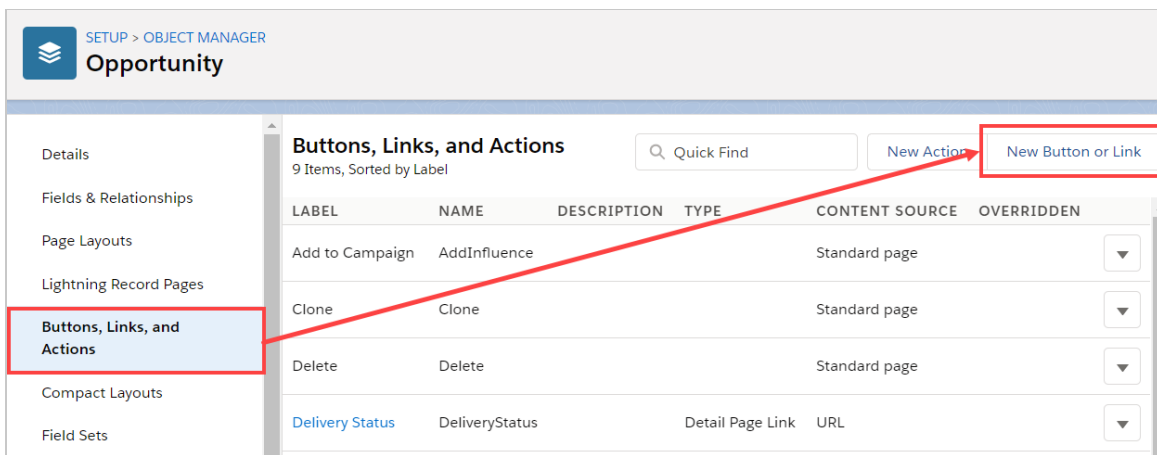 SETUP > OBJECT MANAGER
Opportunity
Details
Fields & Relationships
Page Layouts
Lightning Record Pages
Buttons, Links, and
Actions
Compact Layouts
Field Sets
Buttons, Links, and Actions
9 Items, Sorted by Label
Quick Find
New Action
New Button or Link
LABEL NAME DESCRIPTION TYPE CONTENT SOURCE OVERRIDDEN
Add to Campaign AddInfluence Standard page
Clone Clone Standard page
Delete Delete Standard page
Delivery Status DeliveryStatus Detail Page Link URL